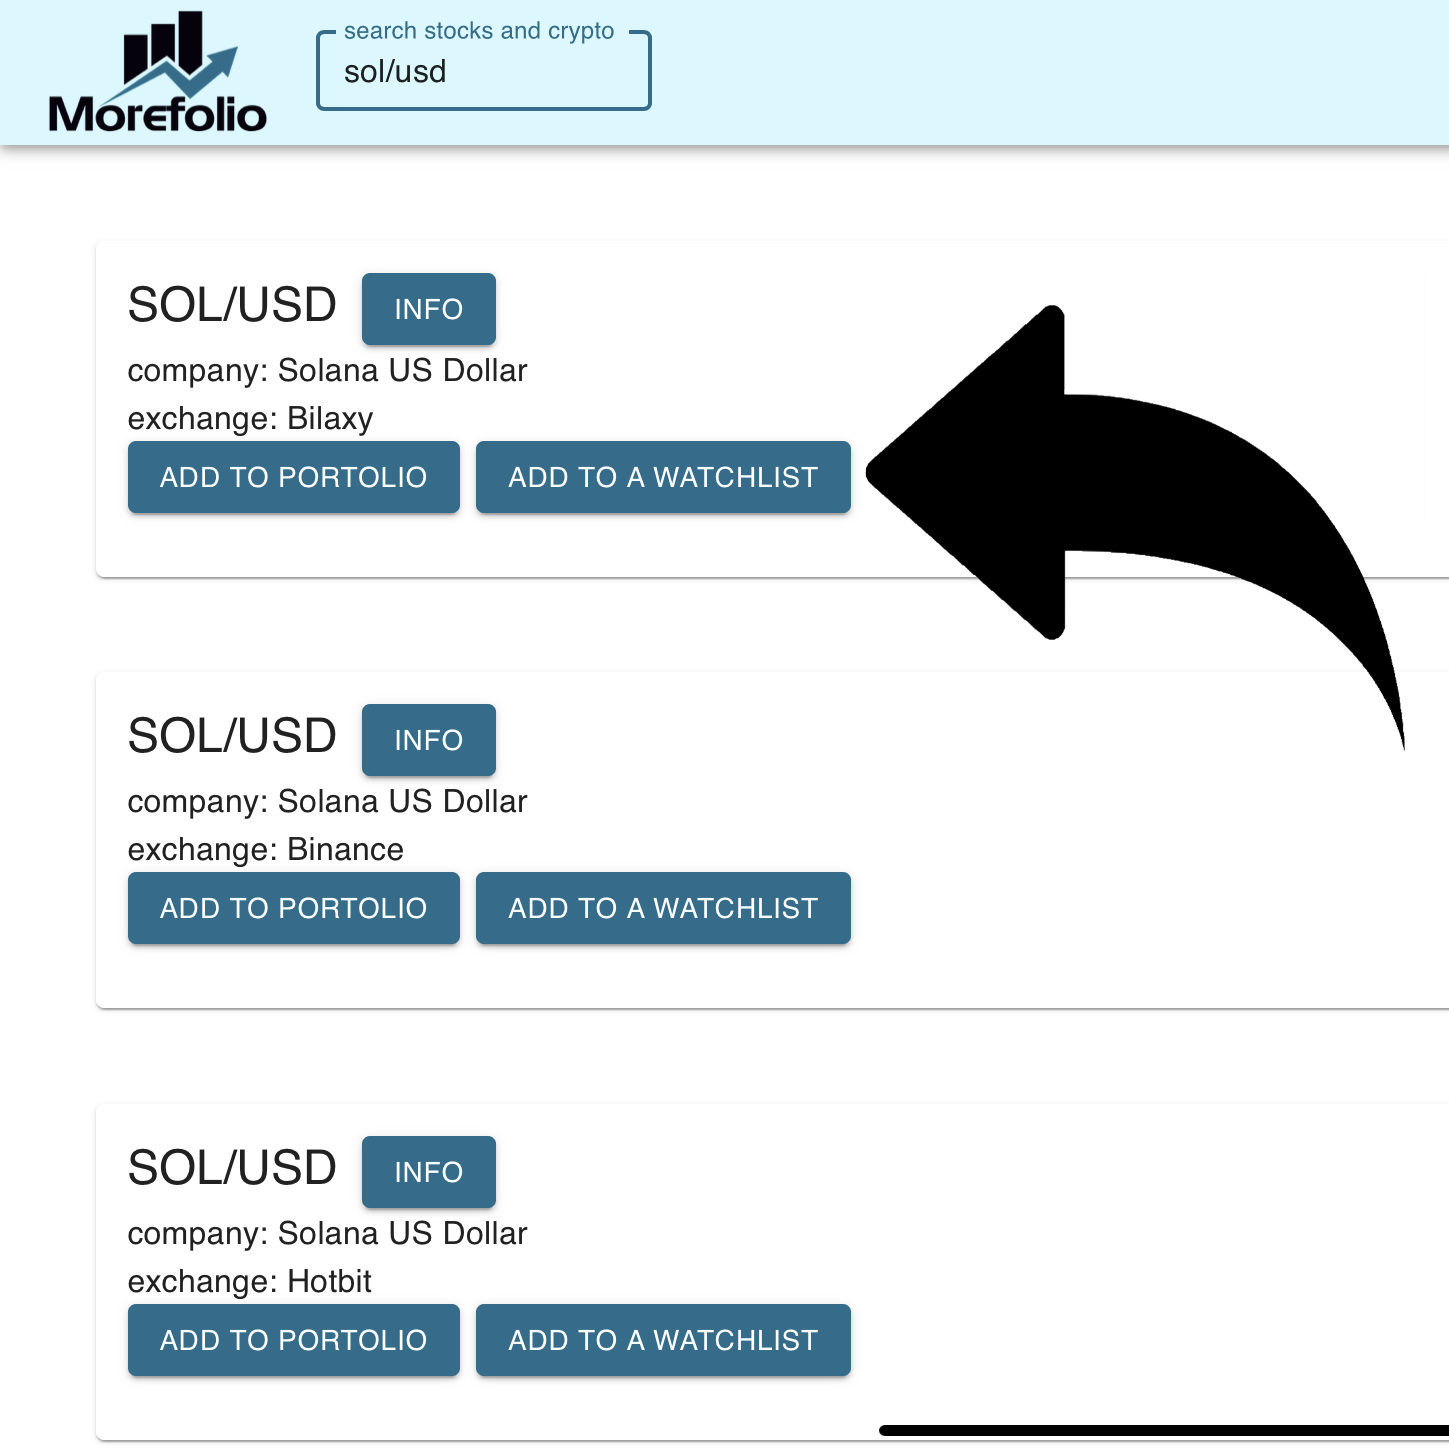 search stocks and crypto
Morefolio
sol/usd
SOL/USD INFO
company: Solana US Dollar
exchange: Bilaxy
ADD TO PORTOLIO ADD TO A WATCHLIST
SOL/USD INFO
company: Solana US Dollar
exchange: Binance
ADD TO PORTOLIO ADD TO A WATCHLIST
SOL/USD INFO
company: Solana US Dollar
exchange: Hotbit
ADD TO PORTOLIO ADD TO A WATCHLIST